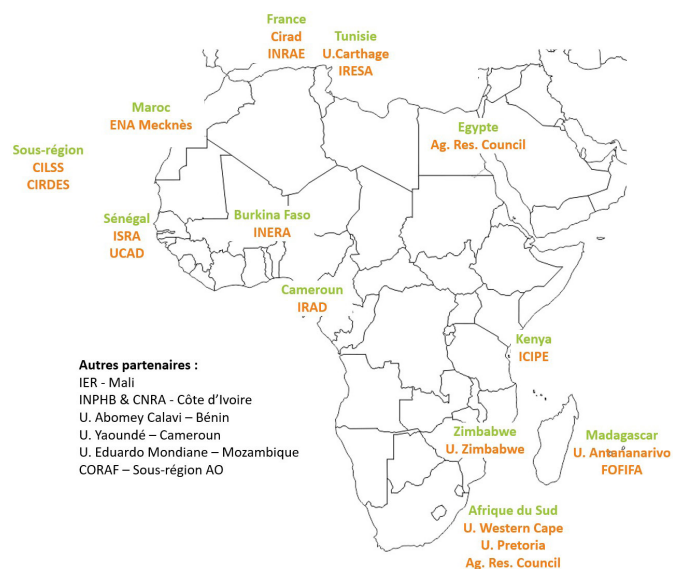 France
Cirad
INRAE
Tunisie
U.Carthage
IRESA
Maroc
ENA Mecknès
Egypte
Ag. Res. Council
Sous-région
CILSS
CIRDES
Sénégal
ISRA
UCAD
Burkina Faso
INERA
Cameroun
IRAD
Kenya
ICIPE
Autres partenaires :
IER - Mali
INPHB & CNRA - Côte d’Ivoire
U. Abomey Calavi – Bénin
U. Yaoundé – Cameroun
U. Eduardo Mondiane – Mozambique
CORAF – Sous-région AO
Zimbabwe
U. Zimbabwe
Madagascar
U. Antananarivo
FOFIFA
Afrique du Sud
U. Western Cape
U. Pretoria
Ag. Res. Council